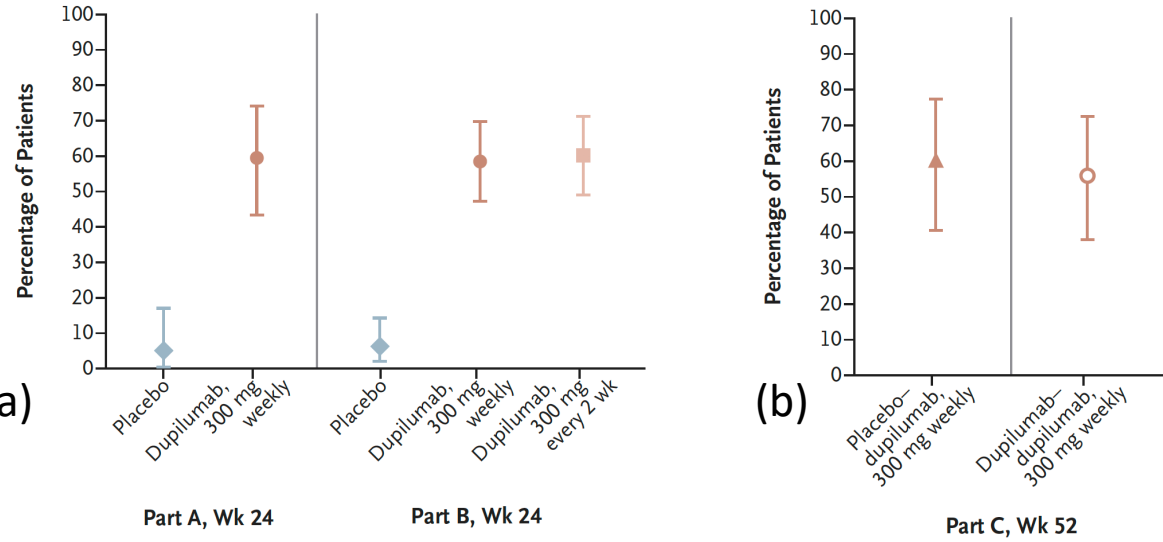 100
90
80
70
60
50
40
30
20
10
0
Percentage of Patients
Placebo
Dupilumab,
300 mg
weekly
Placebo
Dupilumab,
300 mg
weekly
Dupilumab,
300 mg
every 2 wk
Part A, Wk 24
Part B, Wk 24
a)
100
90
80
70
60
50
40
30
20
10
0
Percentage of Patients
Placebo–
dupilumab,
300 mg weekly
Dupilumab–
dupilumab,
300 mg weekly
Part C, Wk 52
(b)